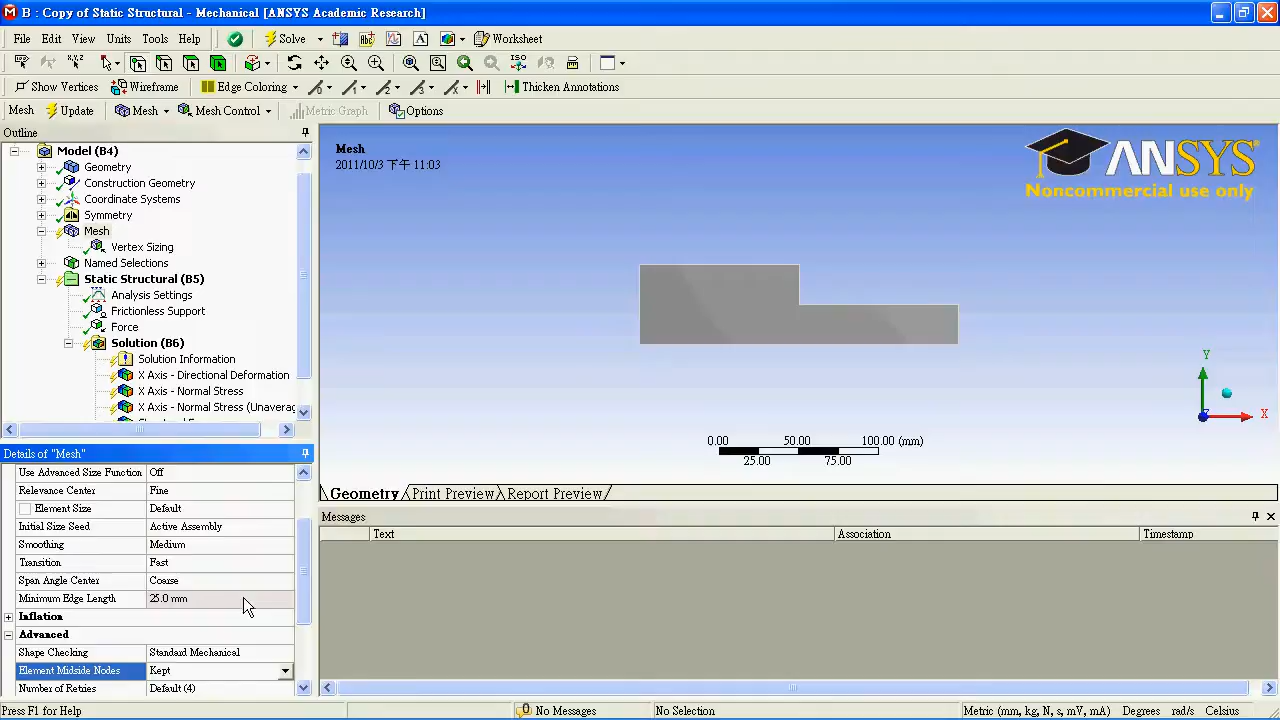 B : Copy of Static Structural - Mechanical [ANSYS Academic Research]
File Edit View Units Tools Help Solve Worksheet
Show Vertices Wireframe Edge Coloring Thicken Annotations
Mesh Update Mesh Mesh Control Metric Graph Options
Outline
Model (B4)
Geometry
Construction Geometry
Coordinate Systems
Symmetry
Mesh
Vertex Sizing
Named Selections
Static Structural (B5)
Analysis Settings
Frictionless Support
Force
Solution (B6)
Solution Information
X Axis - Directional Deformation
X Axis - Normal Stress
X Axis - Normal Stress (Unaverag
Details of "Mesh"
Use Advanced Size Function Off
Relevance Center Fine
Element Size Default
Initial Size Seed Active Assembly
Smoothing Medium
Transition Fast
Span Angle Center Coarse
Minimum Edge Length 25.0 mm
Inflation
Advanced
Shape Checking Standard Mechanical
Element Midside Nodes Kept
Number of Retries Default (4)
Mesh
2011/10/3 下午 11:03
ANSYS
Noncommercial use only
Y
X
0.00 50.00 100.00 (mm)
25.00 75.00
Geometry Print Preview Report Preview
Messages
Text Association Timestamp
Press F1 for Help No Messages No Selection Metric (mm, kg, N, s, mV, mA) Degrees rad/s Celsius